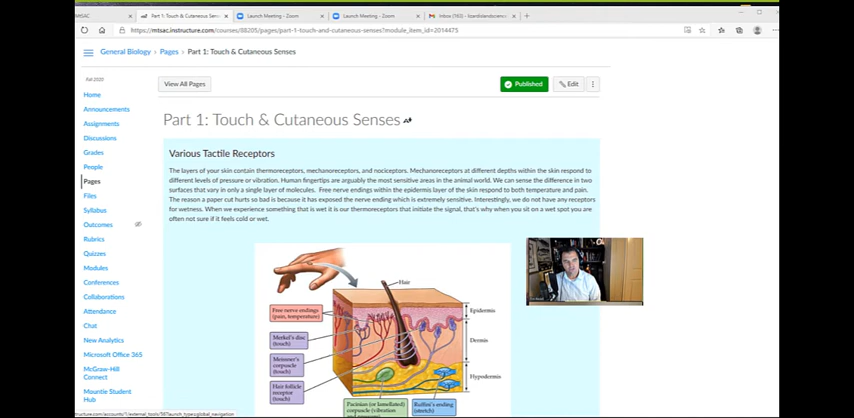 Part 1: Touch & Cutaneous Sens
Launch Meeting - Zoom
Launch Meeting - Zoom
https://mtsac.instructure.com/courses/88205/pages/part-1-touch-and-cutaneous-senses?module_item_id=2014475
General Biology > Pages > Part 1: Touch & Cutaneous Senses
Fall 2020
View All Pages
Published
Edit
Home
Announcements
Assignments
Discussions
Grades
People
Pages
Files
Syllabus
Outcomes
Rubrics
Quizzes
Modules
Conferences
Collaborations
Attendance
Chat
New Analytics
Microsoft Office 365
McGraw-Hill
Connect
Mountie Student
Hub
Part 1: Touch & Cutaneous Senses
Various Tactile Receptors
The layers of your skin contain thermoreceptors, mechanoreceptors, and nociceptors. Mechanoreceptors at different depths within the skin respond to
different levels of pressure or vibration. Human fingertips are arguably the most sensitive areas in the animal world. We can sense the difference in two
surfaces that vary in only a single layer of molecules. Free nerve endings within the epidermis layer of the skin respond to both temperature and pain.
The reason a paper cut hurts so bad is because it has exposed the nerve ending which is extremely sensitive. Interestingly, we do not have any receptors
for wetness. When we experience something that is wet it is our thermoreceptors that initiate the signal, that's why when you sit on a wet spot you are
often not sure if it feels cold or wet.
Hair
Free nerve endings
(pain, temperature)
Merkel's disc
(touch)
Meissner's
corpuscle
(touch)
Hair follicle
receptor
(touch)
Epidermis
Dermis
Hypodermis
Pacinian (or lamellated)
corpuscle (vibration
Ruffini's ending
(stretch)